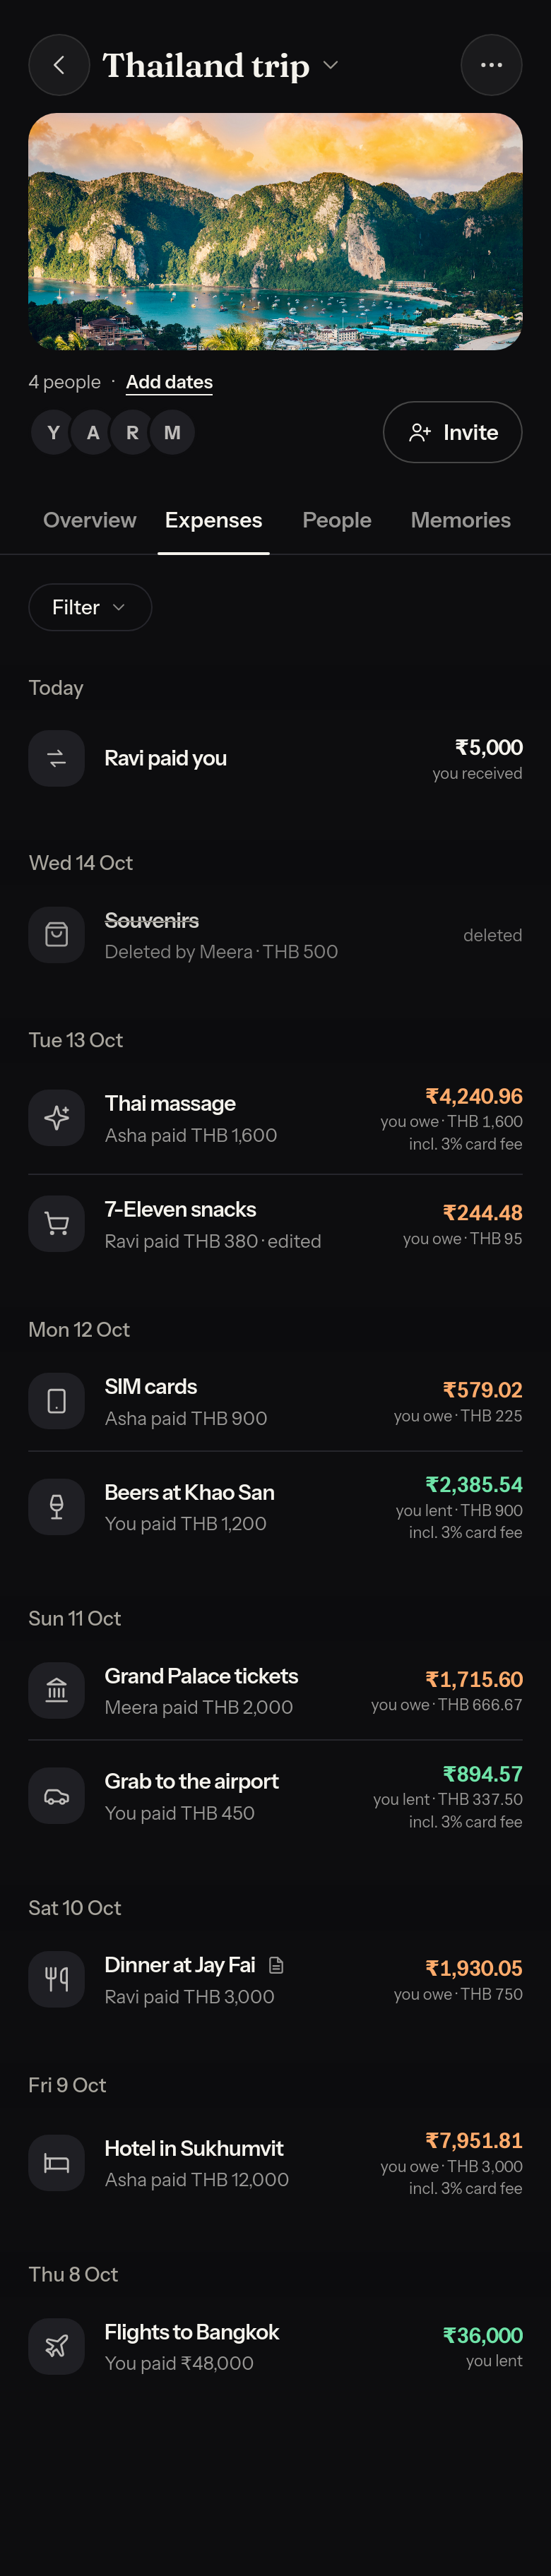 Thailand trip
4 people · Add dates
Y A R M
Invite
Overview Expenses People Memories
Filter
Today
Ravi paid you
₹5,000
you received
Wed 14 Oct
Souvenirs
Deleted by Meera · THB 500
deleted
Tue 13 Oct
Thai massage
Asha paid THB 1,600
₹4,240.96
you owe · THB 1,600
incl. 3% card fee
7-Eleven snacks
Ravi paid THB 380 · edited
₹244.48
you owe · THB 95
Mon 12 Oct
SIM cards
Asha paid THB 900
₹579.02
you owe · THB 225
Beers at Khao San
You paid THB 1,200
₹2,385.54
you lent · THB 900
incl. 3% card fee
Sun 11 Oct
Grand Palace tickets
Meera paid THB 2,000
₹1,715.60
you owe · THB 666.67
Grab to the airport
You paid THB 450
₹894.57
you lent · THB 337.50
incl. 3% card fee
Sat 10 Oct
Dinner at Jay Fai
Ravi paid THB 3,000
₹1,930.05
you owe · THB 750
Fri 9 Oct
Hotel in Sukhumvit
Asha paid THB 12,000
₹7,951.81
you owe · THB 3,000
incl. 3% card fee
Thu 8 Oct
Flights to Bangkok
You paid ₹48,000
₹36,000
you lent